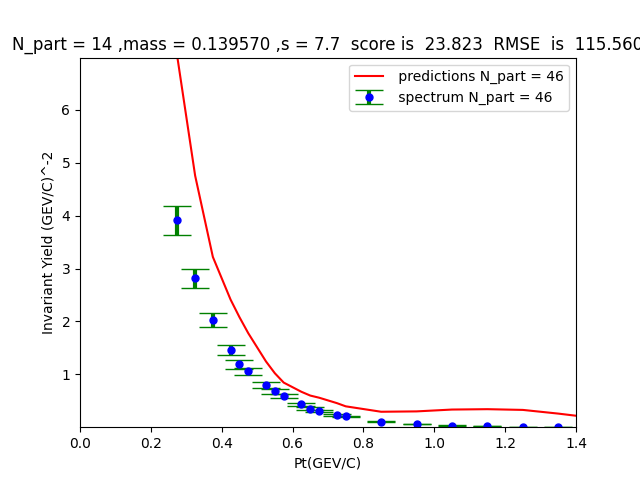 N_part = 14 ,mass = 0.139570 ,s = 7.7 score is 23.823 RMSE is 115.560
predictions N_part = 46
spectrum N_part = 46
Invariant Yield (GEV/C)^-2
6
5
4
3
2
1
0.0 0.2 0.4 0.6 0.8 1.0 1.2 1.4
Pt(GEV/C)